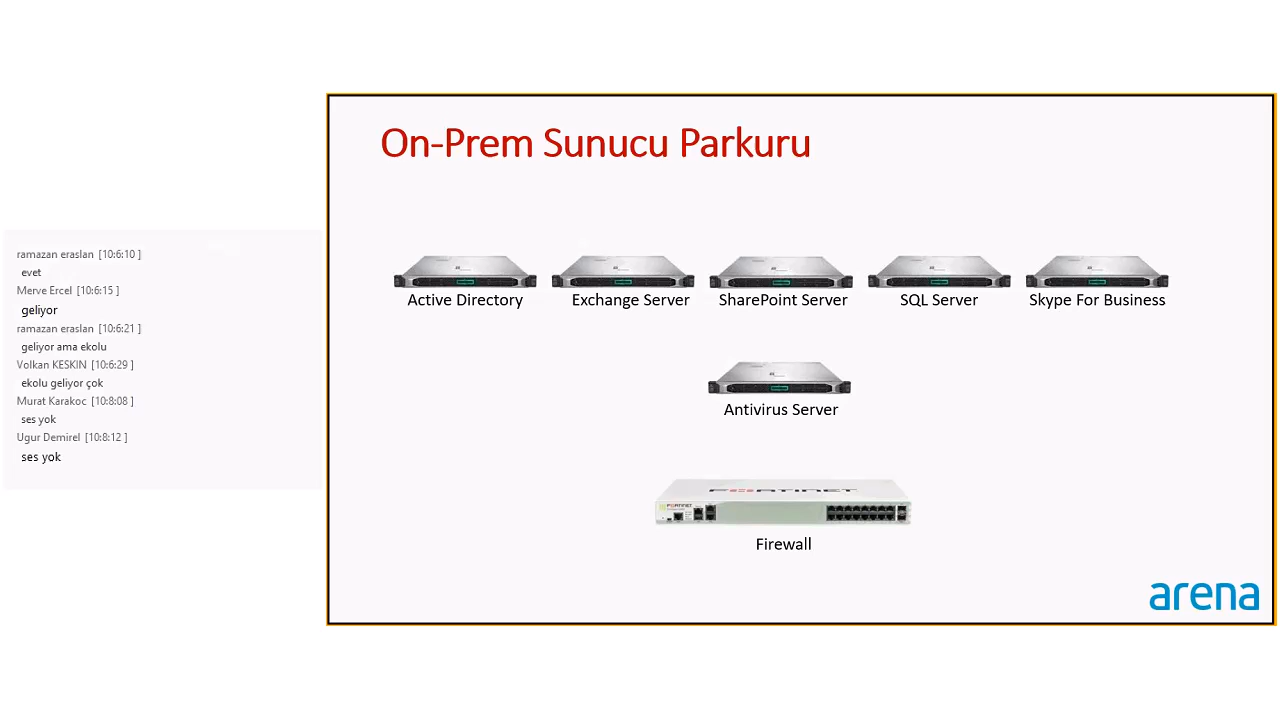 ramazan eraslan [10:6:10 ]
evet
Merve Ercel [10:6:15 ]
geliyor
ramazan eraslan [10:6:21 ]
geliyor ama ekolu
Volkan KESKIN [10:6:29 ]
ekolu geliyor çok
Murat Karakoc [10:8:08 ]
ses yok
Ugur Demirel [10:8:12 ]
ses yok
On-Prem Sunucu Parkuru
Active Directory
Exchange Server
SharePoint Server
SQL Server
Skype For Business
Antivirus Server
FORTINET
FORTINET
Firewall
arena